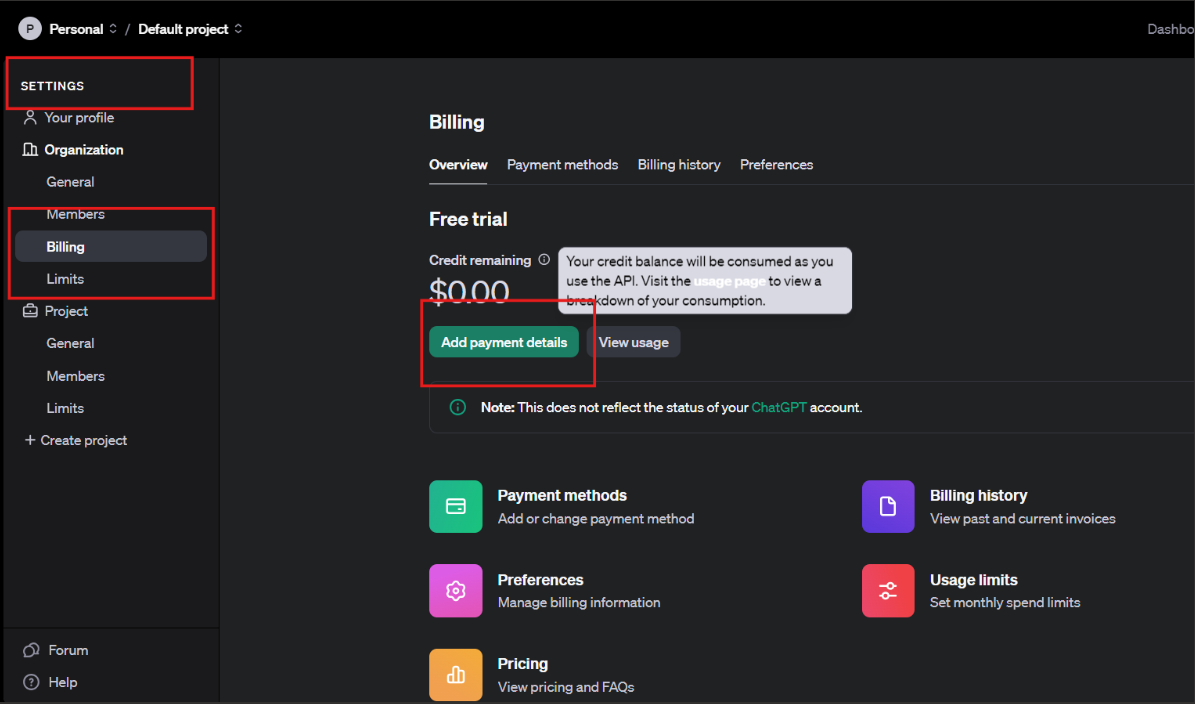 P Personal / Default project
Dashbo
SETTINGS
Your profile
Organization
General
Members
Billing
Limits
Project
General
Members
Limits
+ Create project
Forum
Help
Billing
Overview Payment methods Billing history Preferences
Free trial
Credit remaining
$0.00
Your credit balance will be consumed as you
use the API. Visit the usage page to view a
breakdown of your consumption.
Add payment details View usage
Note: This does not reflect the status of your ChatGPT account.
Payment methods
Add or change payment method
Billing history
View past and current invoices
Preferences
Manage billing information
Usage limits
Set monthly spend limits
Pricing
View pricing and FAQs